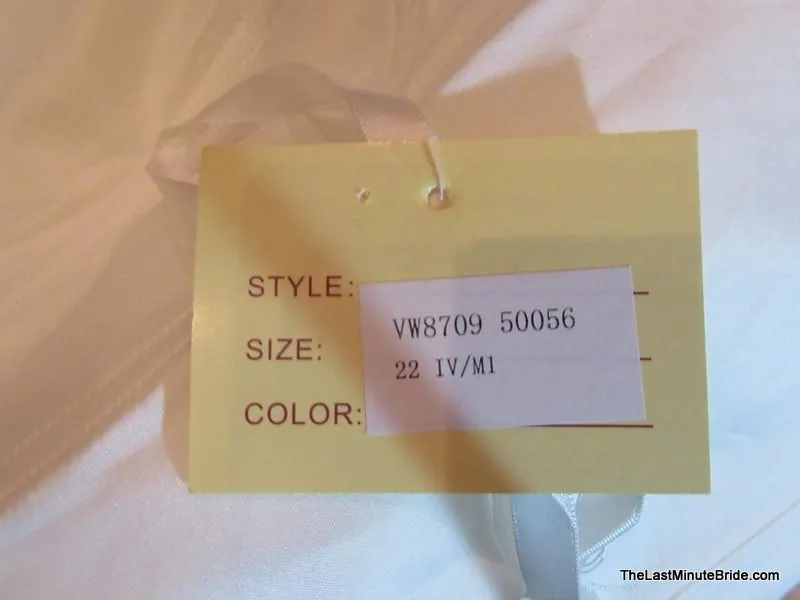 STYLE:
SIZE:
COLOR:
VW8709 50056
22 IV/M1
TheLastMinuteBride.com